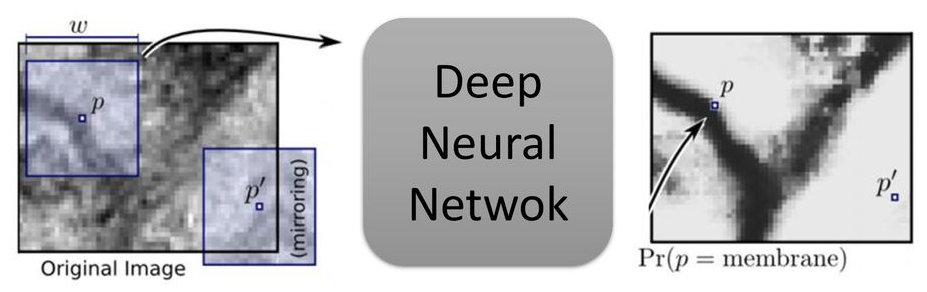 w
p
p′
(mirroring)
Original Image
Deep
Neural
Netwok
p
p′
Pr(p = membrane)